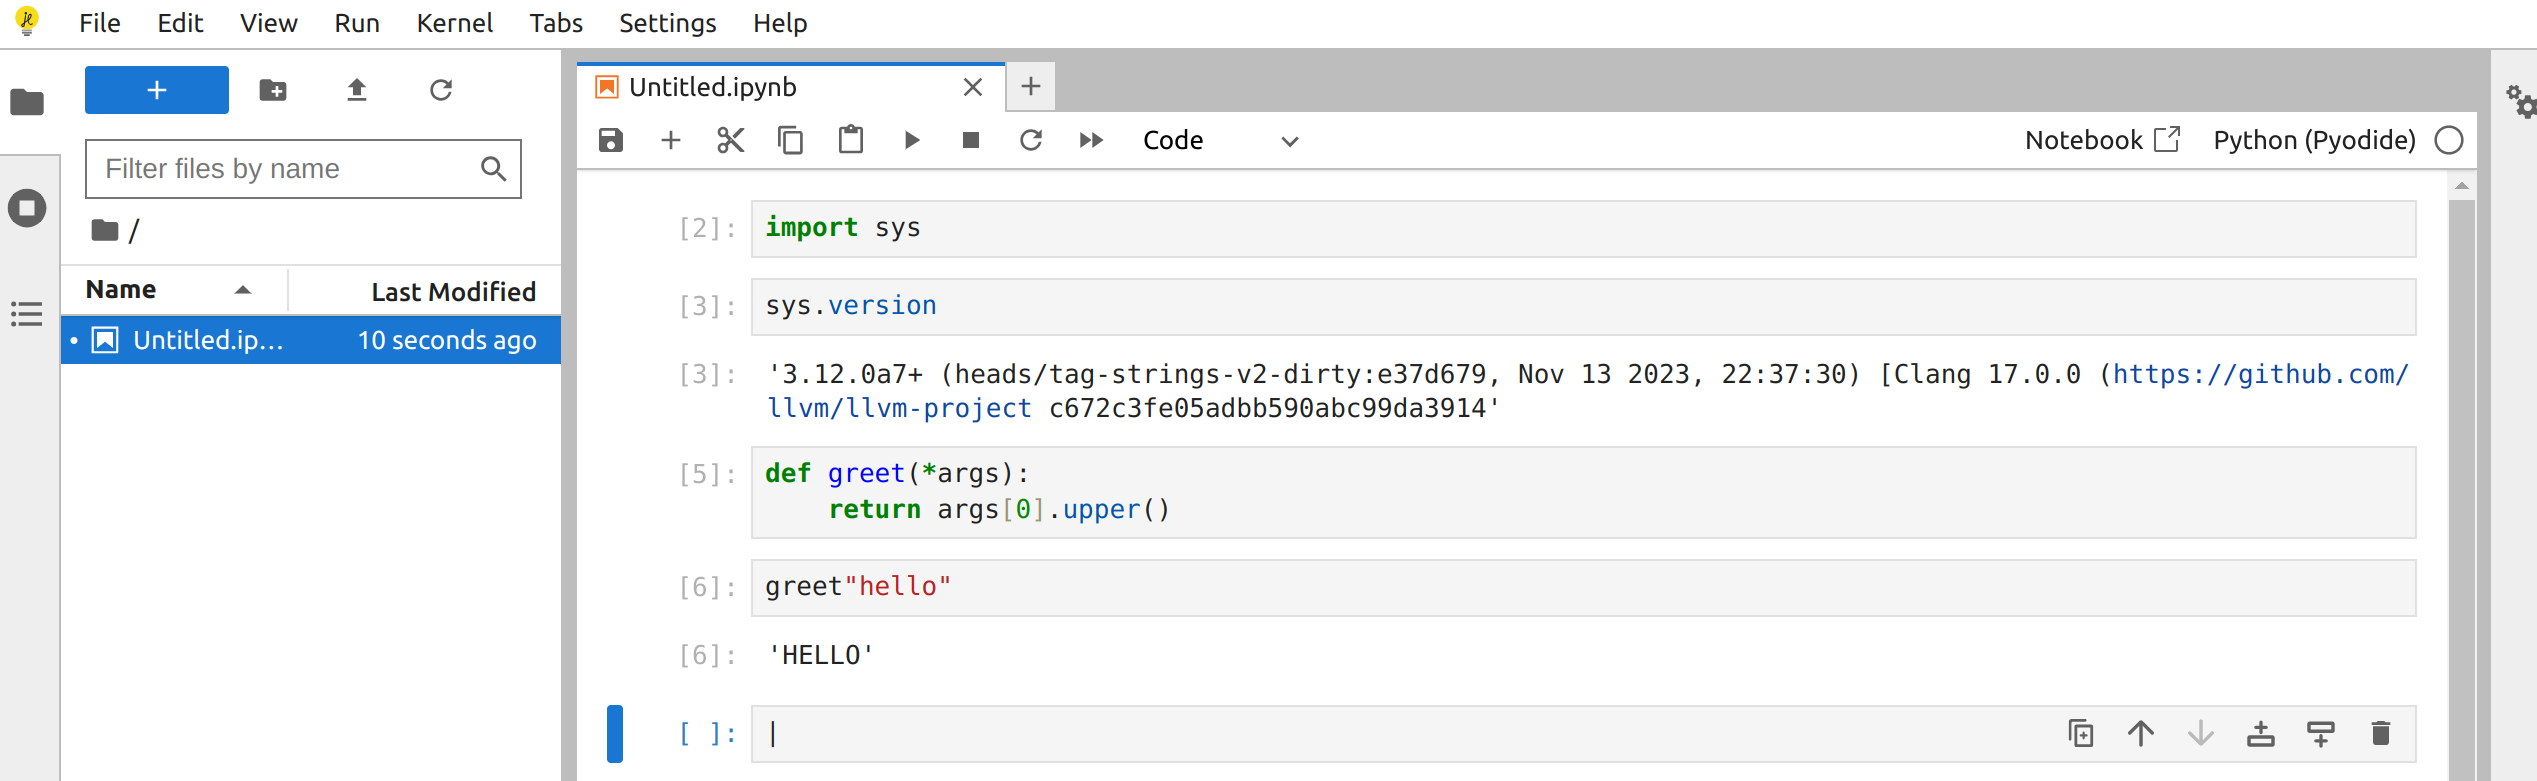 File Edit View Run Kernel Tabs Settings Help
+
Filter files by name
/
Name Last Modified
• Untitled.ip... 10 seconds ago
Untitled.ipynb
Code Notebook Python (Pyodide)
[2]: import sys
[3]: sys.version
[3]: '3.12.0a7+ (heads/tag-strings-v2-dirty:e37d679, Nov 13 2023, 22:37:30) [Clang 17.0.0 (https://github.com/
llvm/llvm-project c672c3fe05adbb590abc99da3914'
[5]: def greet(*args):
    return args[0].upper()
[6]: greet"hello"
[6]: 'HELLO'
[ ]: